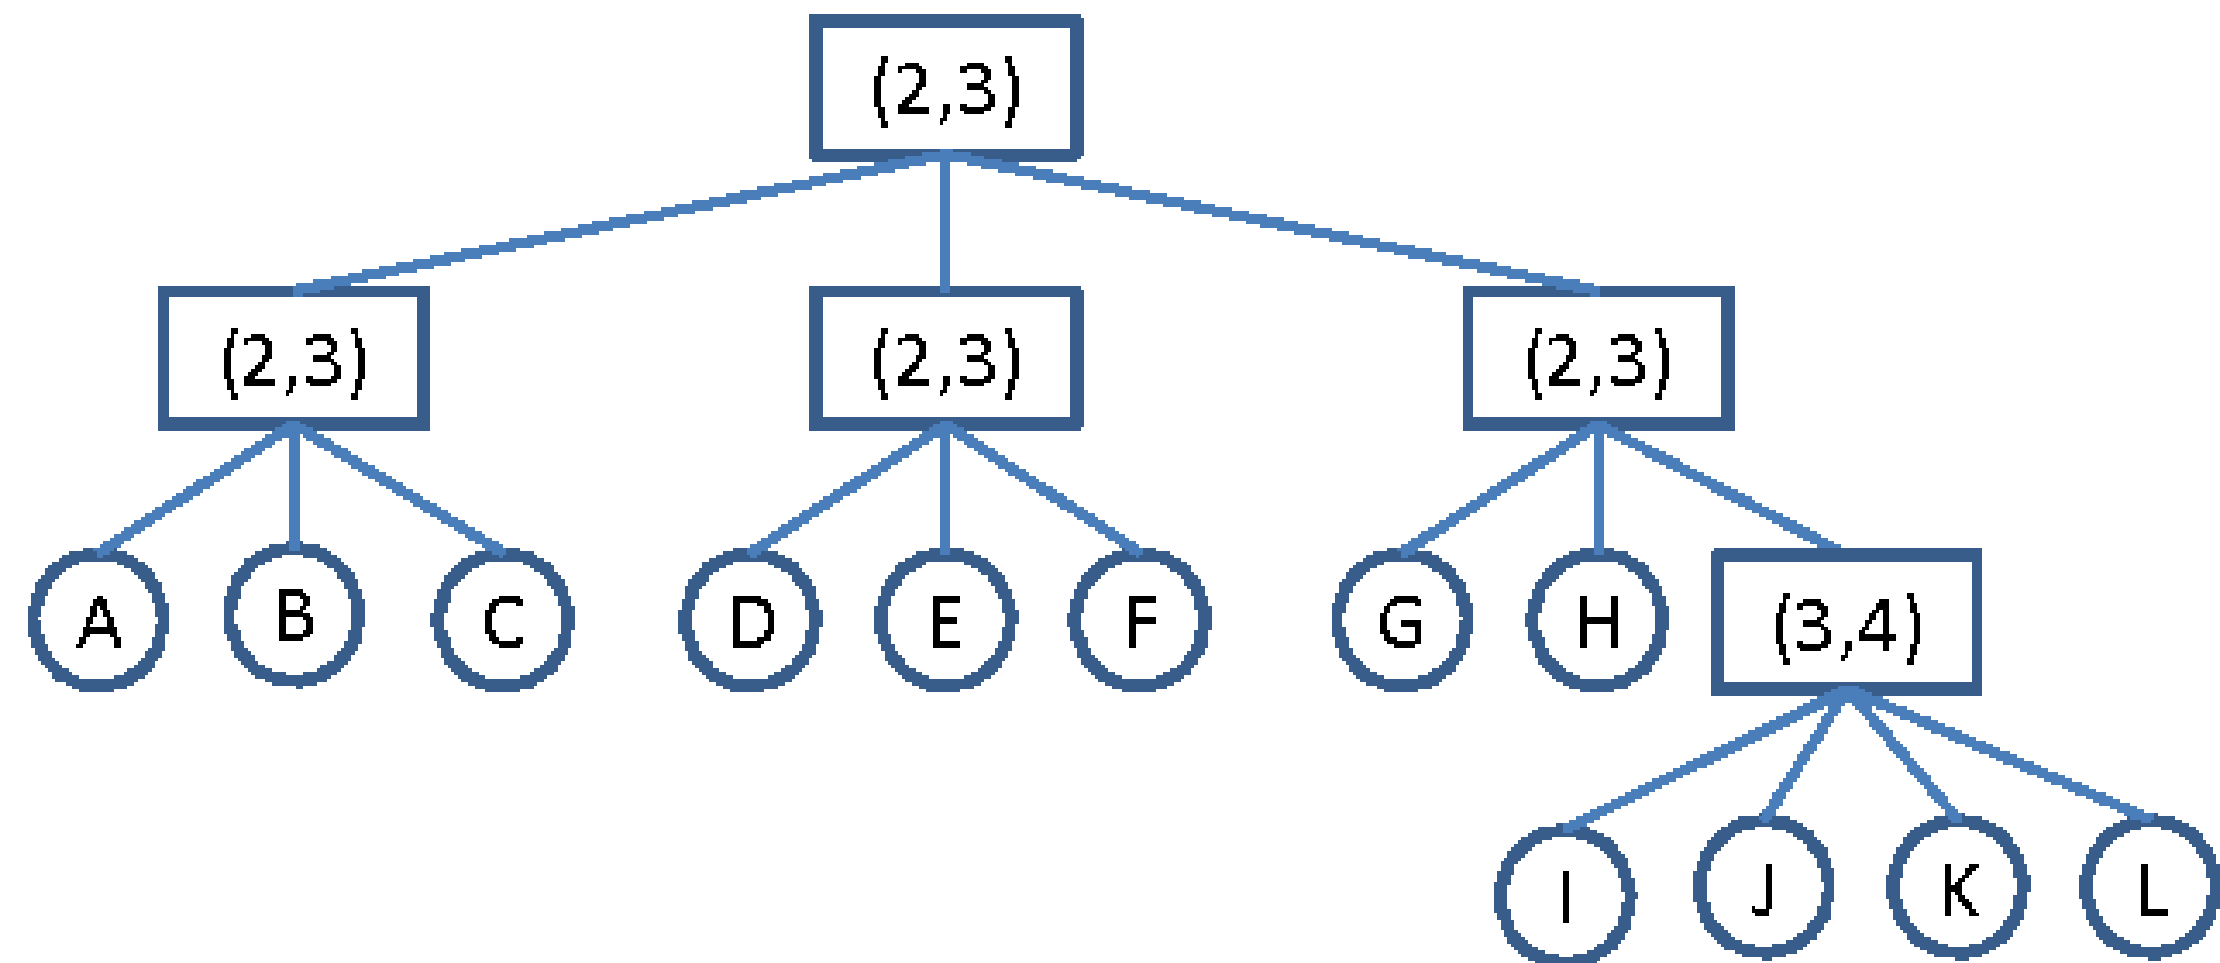 (2,3)
(2,3) (2,3) (2,3)
A B C D E F G H (3,4)
I J K L